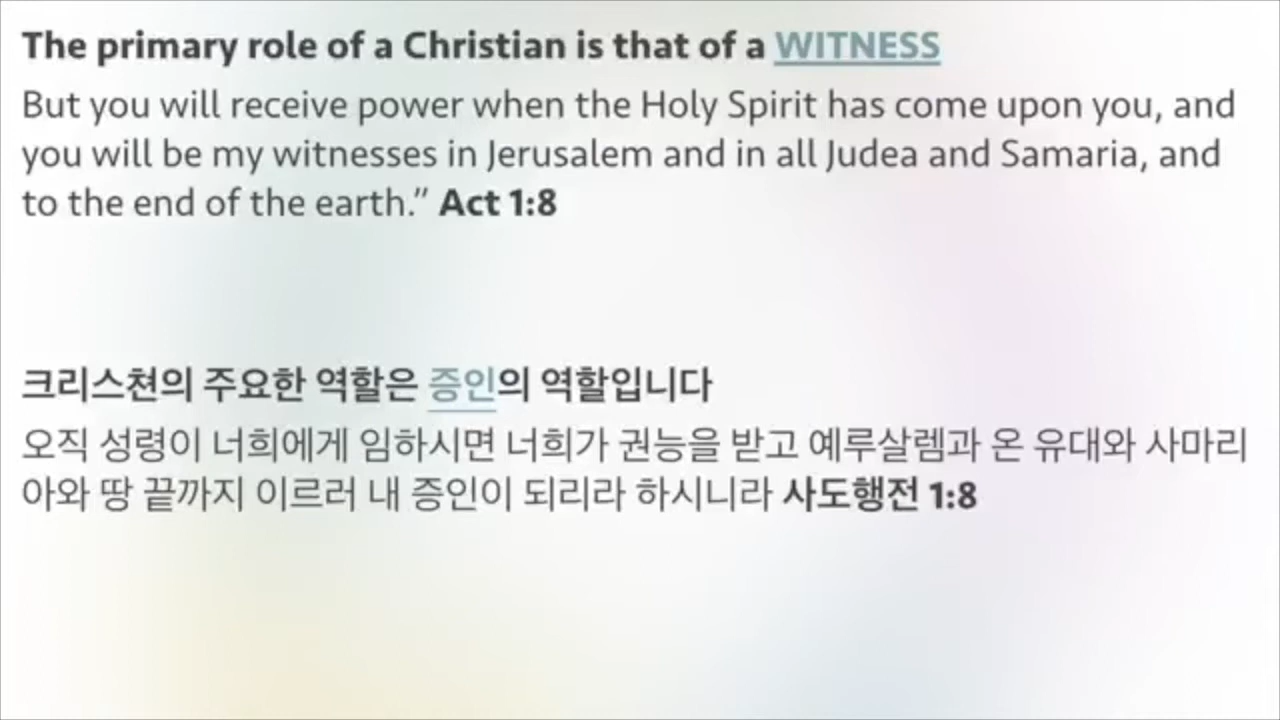 The primary role of a Christian is that of a WITNESS
But you will receive power when the Holy Spirit has come upon you, and
you will be my witnesses in Jerusalem and in all Judea and Samaria, and
to the end of the earth.” Act 1:8
크리스쳔의 주요한 역할은 증인의 역할입니다
오직 성령이 너희에게 임하시면 너희가 권능을 받고 예루살렘과 온 유대와 사마리
아와 땅 끝까지 이르러 내 증인이 되리라 하시니라 사도행전 1:8